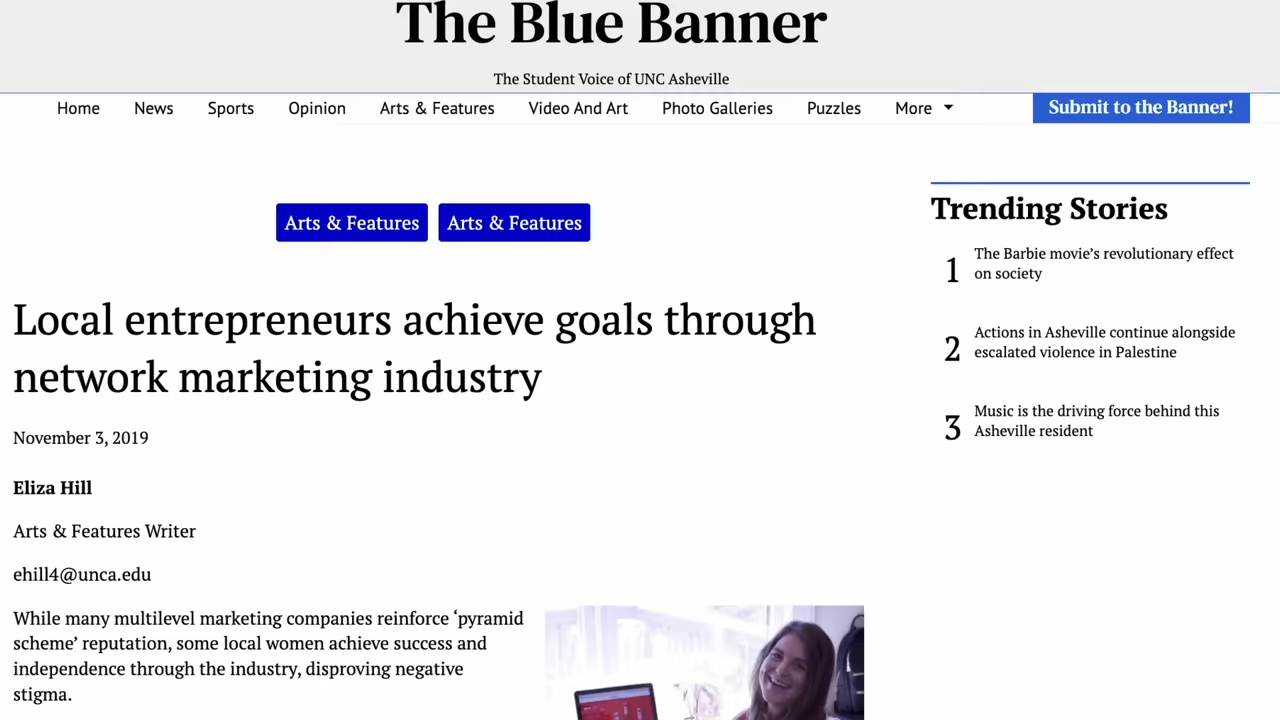 The Blue Banner
The Student Voice of UNC Asheville
Home News Sports Opinion Arts & Features Video And Art Photo Galleries Puzzles More Submit to the Banner!
Arts & Features Arts & Features
Local entrepreneurs achieve goals through
network marketing industry
November 3, 2019
Eliza Hill
Arts & Features Writer
ehill4@unca.edu
While many multilevel marketing companies reinforce ‘pyramid
scheme’ reputation, some local women achieve success and
independence through the industry, disproving negative
stigma.
Trending Stories
1
The Barbie movie’s revolutionary effect
on society
2
Actions in Asheville continue alongside
escalated violence in Palestine
3
Music is the driving force behind this
Asheville resident